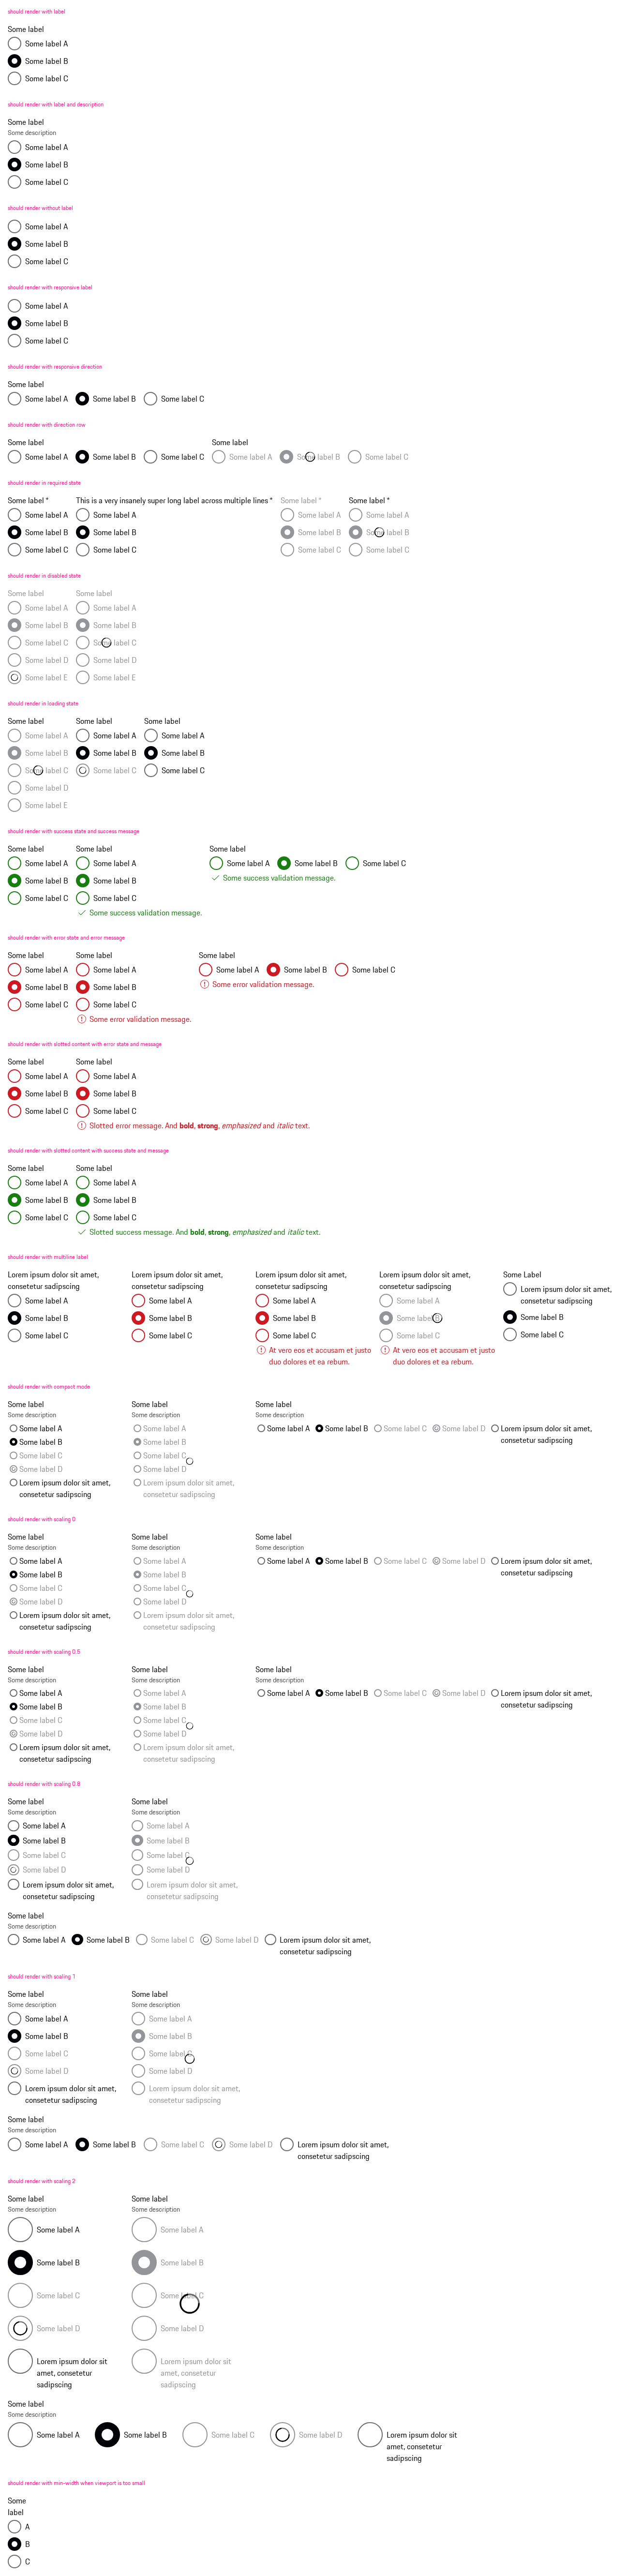 should render with label
Some label
Some label A
Some label B
Some label C
should render with label and description
Some label
Some description
Some label A
Some label B
Some label C
should render without label
Some label A
Some label B
Some label C
should render with responsive label
Some label A
Some label B
Some label C
should render with responsive direction
Some label
Some label A Some label B Some label C
should render with direction row
Some label Some label
Some label A Some label B Some label C Some label A Some label B Some label C
should render in required state
Some label * This is a very insanely super long label across multiple lines * Some label * Some label *
Some label A Some label A Some label A Some label A
Some label B Some label B Some label B Some label B
Some label C Some label C Some label C Some label C
should render in disabled state
Some label Some label
Some label A Some label A
Some label B Some label B
Some label C Some label C
Some label D Some label D
Some label E Some label E
should render in loading state
Some label Some label Some label
Some label A Some label A Some label A
Some label B Some label B Some label B
Some label C Some label C Some label C
Some label D
Some label E
should render with success state and success message
Some label Some label Some label
Some label A Some label A Some label A Some label B Some label C
Some label B Some label B Some success validation message.
Some label C Some label C
Some success validation message.
should render with error state and error message
Some label Some label Some label
Some label A Some label A Some label A Some label B Some label C
Some label B Some label B Some error validation message.
Some label C Some label C
Some error validation message.
should render with slotted content with error state and message
Some label Some label
Some label A Some label A
Some label B Some label B
Some label C Some label C
Slotted error message. And bold, strong, emphasized and italic text.
should render with slotted content with success state and message
Some label Some label
Some label A Some label A
Some label B Some label B
Some label C Some label C
Slotted success message. And bold, strong, emphasized and italic text.
should render with multiline label
Lorem ipsum dolor sit amet, Lorem ipsum dolor sit amet, Lorem ipsum dolor sit amet, Lorem ipsum dolor sit amet, Some Label
consetetur sadipscing consetetur sadipscing consetetur sadipscing consetetur sadipscing Lorem ipsum dolor sit amet,
Some label A Some label A Some label A Some label A consetetur sadipscing
Some label B Some label B Some label B Some label B Some label B
Some label C Some label C Some label C Some label C Some label C
At vero eos et accusam et justo At vero eos et accusam et justo
duo dolores et ea rebum. duo dolores et ea rebum.
should render with compact mode
Some label Some label Some label
Some description Some description Some description
Some label A Some label A Some label A Some label B Some label C Some label D Lorem ipsum dolor sit amet,
Some label B Some label B consetetur sadipscing
Some label C Some label C
Some label D Some label D
Lorem ipsum dolor sit amet, Lorem ipsum dolor sit amet,
consetetur sadipscing consetetur sadipscing
should render with scaling 0
Some label Some label Some label
Some description Some description Some description
Some label A Some label A Some label A Some label B Some label C Some label D Lorem ipsum dolor sit amet,
Some label B Some label B consetetur sadipscing
Some label C Some label C
Some label D Some label D
Lorem ipsum dolor sit amet, Lorem ipsum dolor sit amet,
consetetur sadipscing consetetur sadipscing
should render with scaling 0.5
Some label Some label Some label
Some description Some description Some description
Some label A Some label A Some label A Some label B Some label C Some label D Lorem ipsum dolor sit amet,
Some label B Some label B consetetur sadipscing
Some label C Some label C
Some label D Some label D
Lorem ipsum dolor sit amet, Lorem ipsum dolor sit amet,
consetetur sadipscing consetetur sadipscing
should render with scaling 0.8
Some label Some label
Some description Some description
Some label A Some label A
Some label B Some label B
Some label C Some label C
Some label D Some label D
Lorem ipsum dolor sit amet, Lorem ipsum dolor sit amet,
consetetur sadipscing consetetur sadipscing
Some label
Some description
Some label A Some label B Some label C Some label D Lorem ipsum dolor sit amet,
consetetur sadipscing
should render with scaling 1
Some label Some label
Some description Some description
Some label A Some label A
Some label B Some label B
Some label C Some label C
Some label D Some label D
Lorem ipsum dolor sit amet, Lorem ipsum dolor sit amet,
consetetur sadipscing consetetur sadipscing
Some label
Some description
Some label A Some label B Some label C Some label D Lorem ipsum dolor sit amet,
consetetur sadipscing
should render with scaling 2
Some label Some label
Some description Some description
Some label A Some label A
Some label B Some label B
Some label C Some label C
Some label D Some label D
Lorem ipsum dolor sit Lorem ipsum dolor sit
amet, consetetur amet, consetetur
sadipscing sadipscing
Some label
Some description
Some label A Some label B Some label C Some label D Lorem ipsum dolor sit
amet, consetetur
sadipscing
should render with min-width when viewport is too small
Some
label
A
B
C